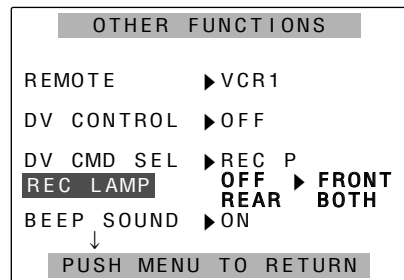 OTHER FUNCTIONS
REMOTE ▶VCR1
DV CONTROL ▶OFF
DV CMD SEL ▶REC P
REC LAMP OFF ▶ FRONT
REAR BOTH
BEEP SOUND ▶ON
↓
PUSH MENU TO RETURN